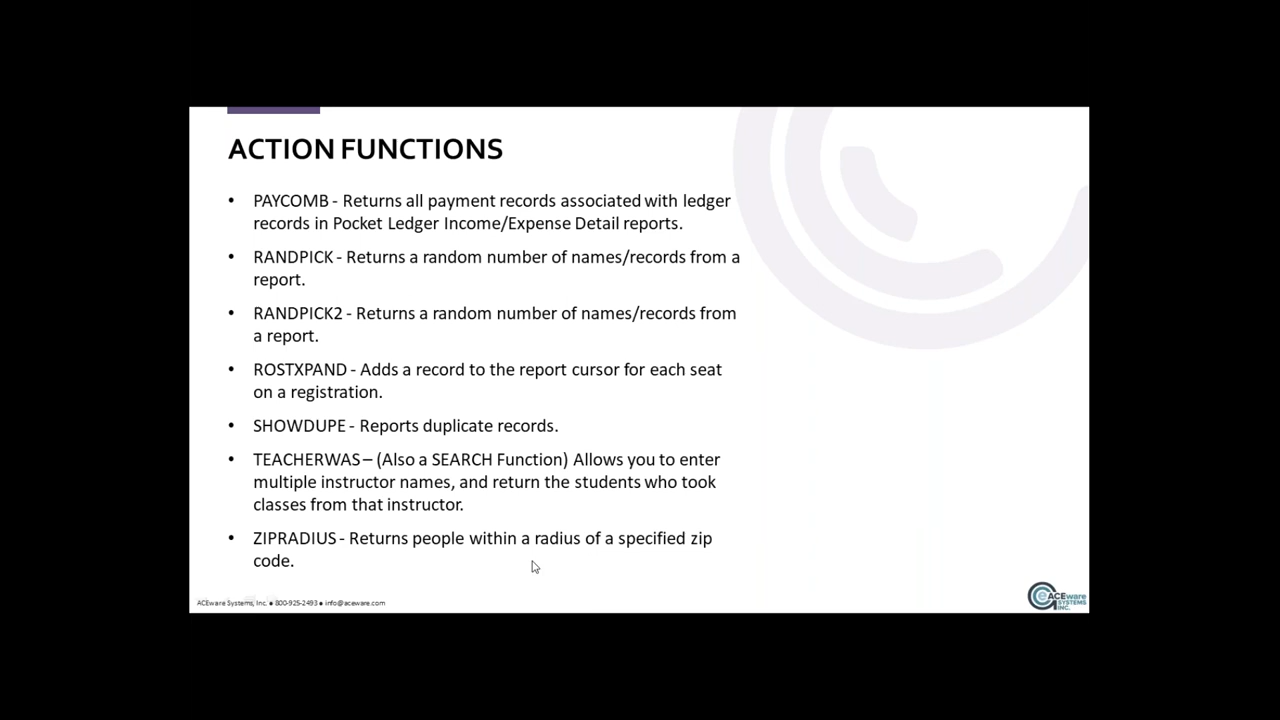 ACTION FUNCTIONS
• PAYCOMB - Returns all payment records associated with ledger
records in Pocket Ledger Income/Expense Detail reports.
• RANDPICK - Returns a random number of names/records from a
report.
• RANDPICK2 - Returns a random number of names/records from
a report.
• ROSTXPAND - Adds a record to the report cursor for each seat
on a registration.
• SHOWDUPE - Reports duplicate records.
• TEACHERWAS – (Also a SEARCH Function) Allows you to enter
multiple instructor names, and return the students who took
classes from that instructor.
• ZIPRADIUS - Returns people within a radius of a specified zip
code.
ACEware Systems, Inc. ● 800-925-2493 ● info@aceware.com
ACEware
SYSTEMS
INC.